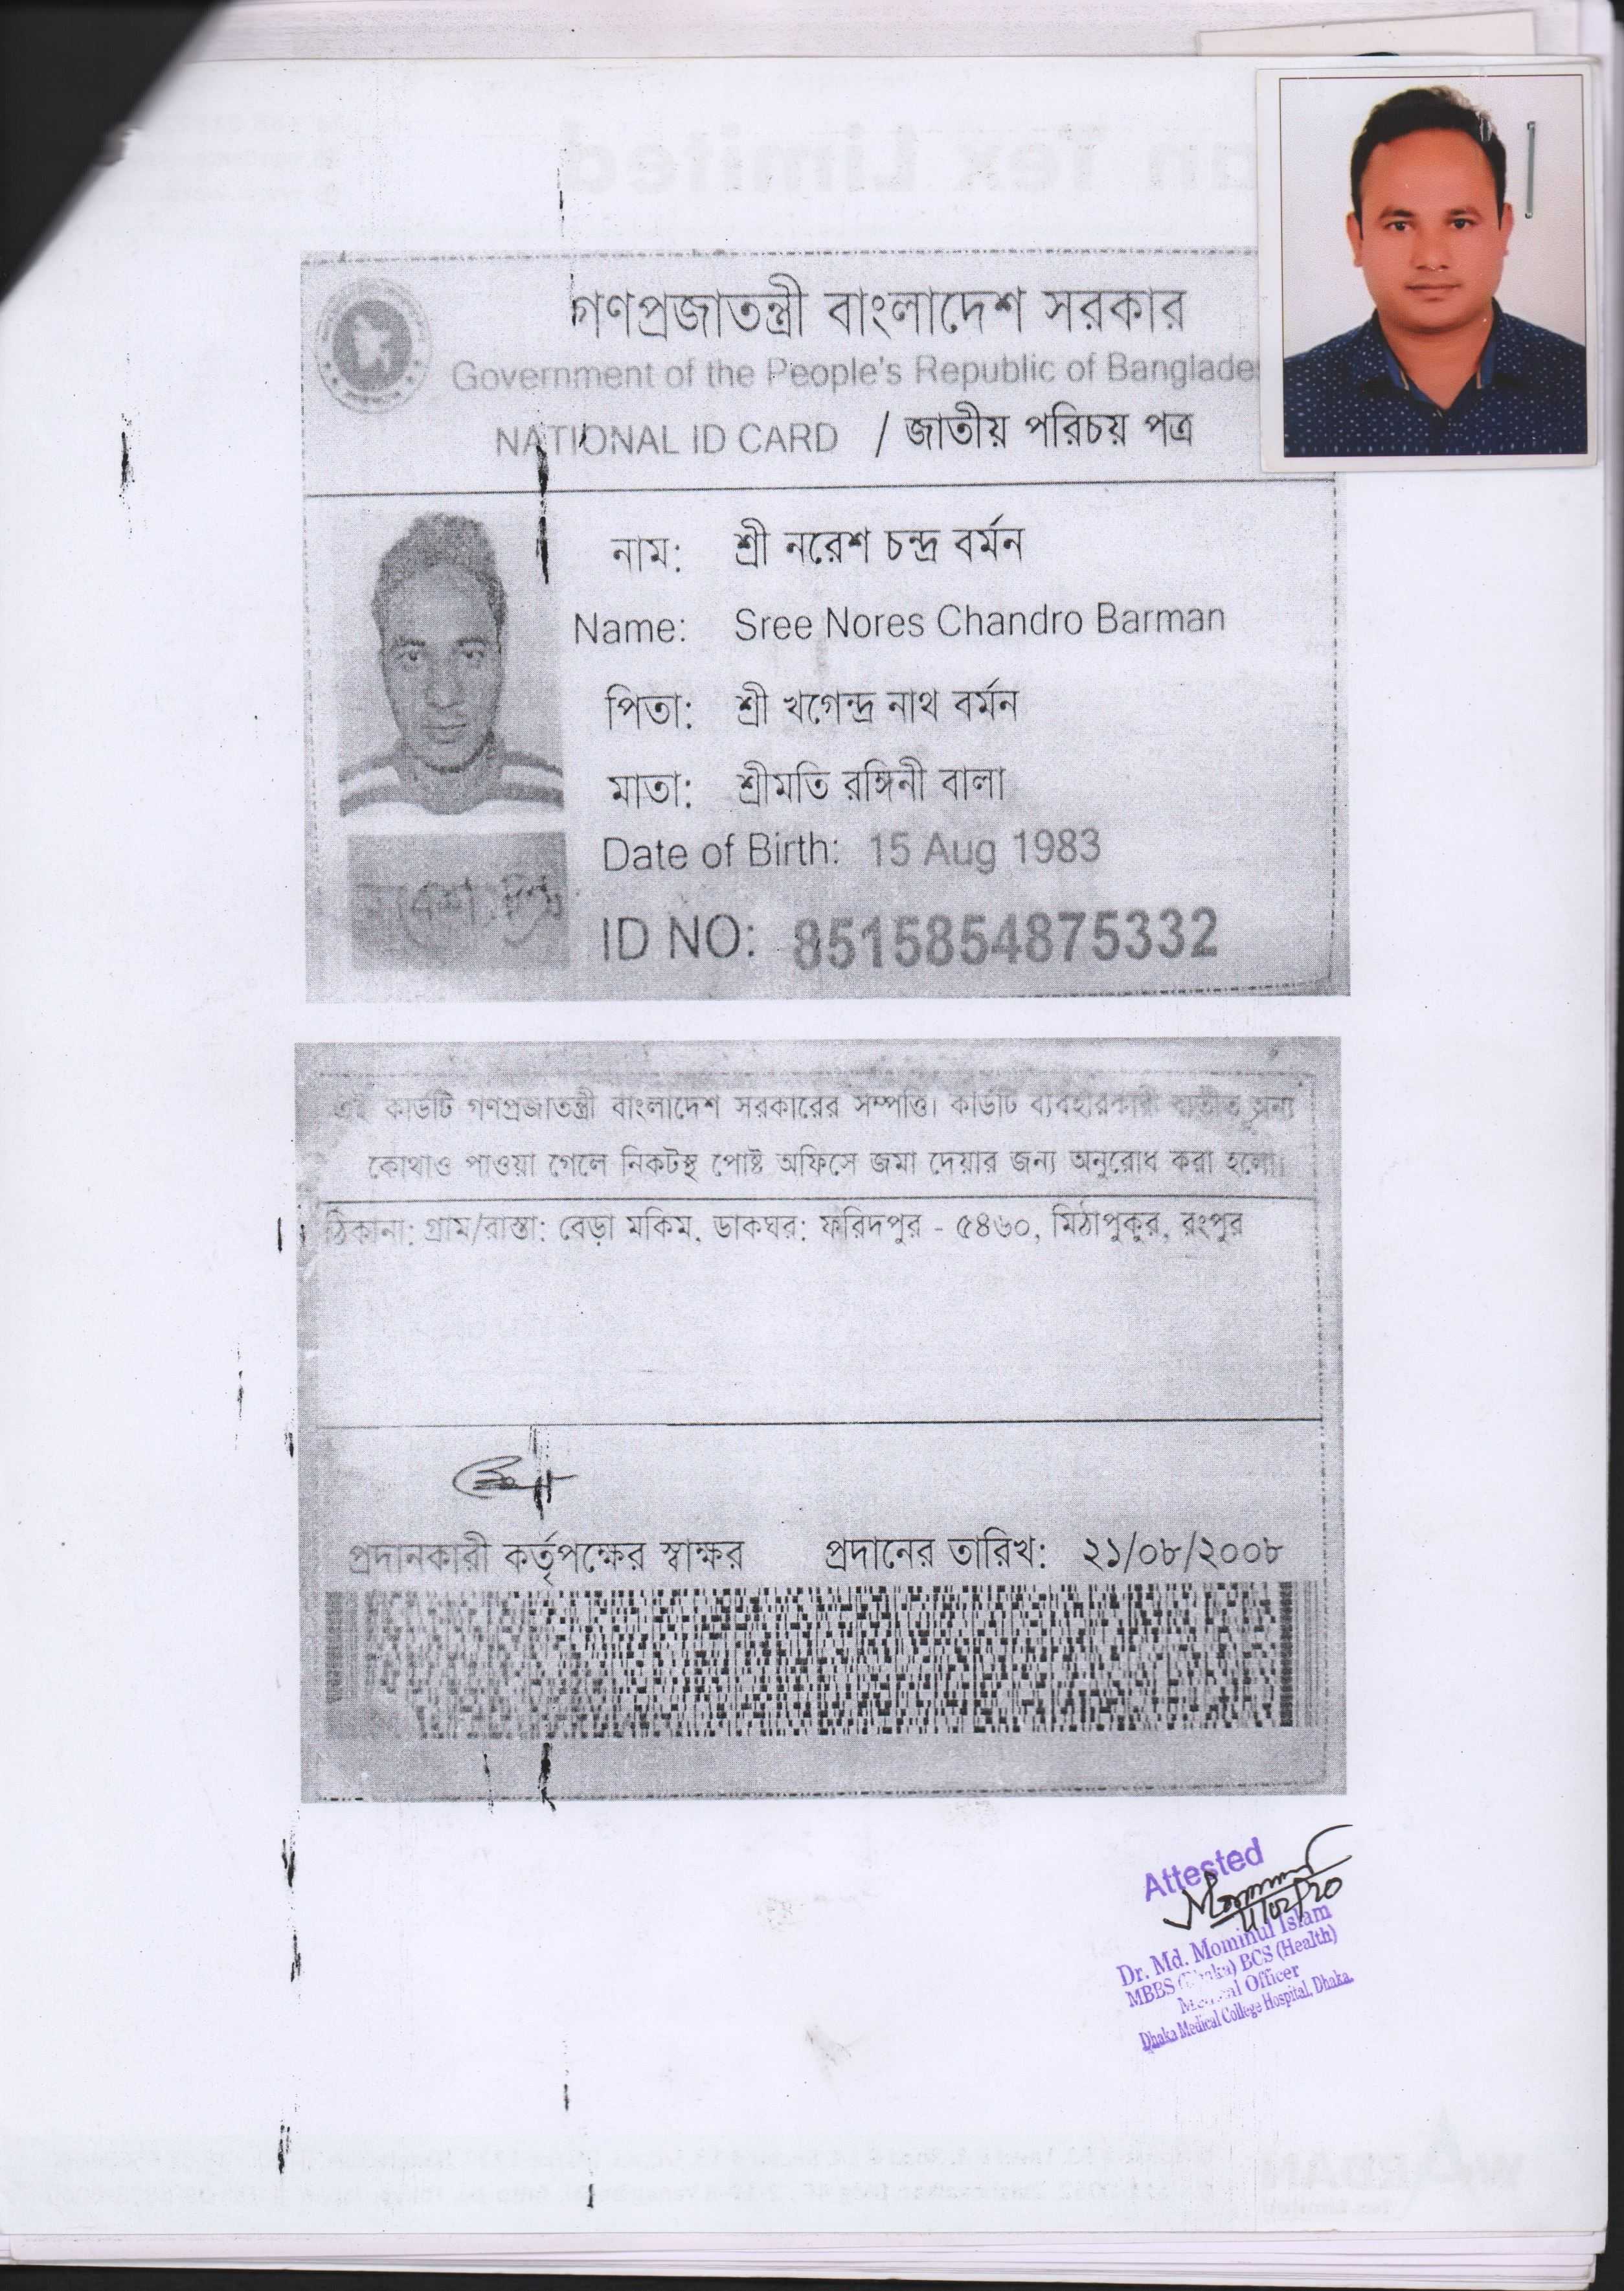 গণপ্রজাতন্ত্রী বাংলাদেশ সরকার
Government of the People's Republic of
NATIONAL ID CARD / জাতীয় পরিচয় পত্র
নাম: শ্রী নরেশ চন্দ্র বর্মন
Name: Sree Nores Chandro Barman
পিতা: শ্রী খগেন্দ্র নাথ বর্মন
মাতা: শ্রীমতি রঙ্গিনী বালা
Date of Birth: 15 Aug 1983
ID NO: 8515854875332
এই কার্ডটি গণপ্রজাতন্ত্রী বাংলাদেশ সরকারের সম্পত্তি। কার্ডটি ব্যবহারকারী ব্যতীত অন্য
কোথাও পাওয়া গেলে নিকটস্থ পোষ্ট অফিসে জমা দেয়ার জন্য অনুরোধ করা হলো।
ঠিকানা: গ্রাম/রাস্তা: বেড়া মকিম, ডাকঘর: ফরিদপুর - ৫৪৬০, মিঠাপুকুর, রংপুর
প্রদানকারী কর্তৃপক্ষের স্বাক্ষর প্রদানের তারিখ: ২১/০৮/২০০৮
Attested
11/02/20
Dr. Md. Mominul Islam
MBBS (Dhaka) BCS (Health)
Medical Officer
Dhaka Medical College Hospital, Dhaka.